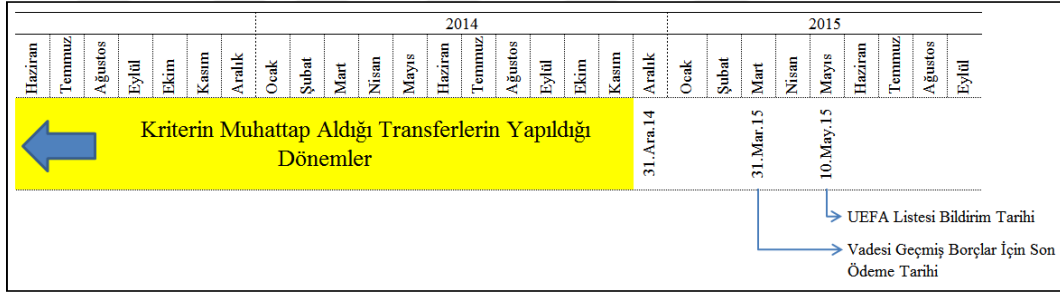 2014 2015
Haziran Temmuz Ağustos Eylül Ekim Kasım Aralık Ocak Şubat Mart Nisan Mayıs Haziran Temmuz Ağustos Eylül Ekim Kasım Aralık Ocak Şubat Mart Nisan Mayıs Haziran Temmuz Ağustos Eylül
Kriterin Muhattap Aldığı Transferlerin Yapıldığı
Dönemler
31.Ara.14 31.Mar.15 10.May.15
UEFA Listesi Bildirim Tarihi
Vadesi Geçmiş Borçlar İçin Son
Ödeme Tarihi